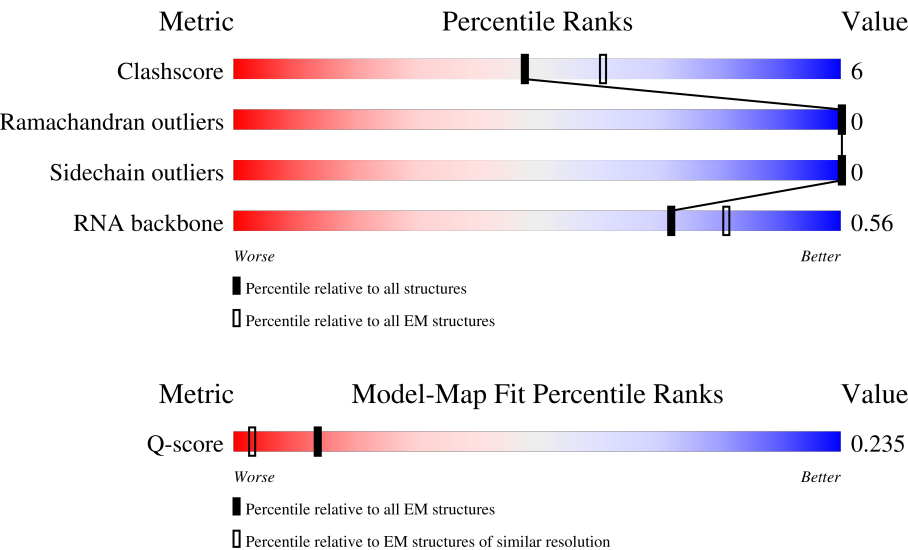 Metric Percentile Ranks Value
Clashscore 6
Ramachandran outliers 0
Sidechain outliers 0
RNA backbone 0.56
Worse Better
Percentile relative to all structures
Percentile relative to all EM structures
Metric Model-Map Fit Percentile Ranks Value
Q-score 0.235
Worse Better
Percentile relative to all EM structures
Percentile relative to EM structures of similar resolution